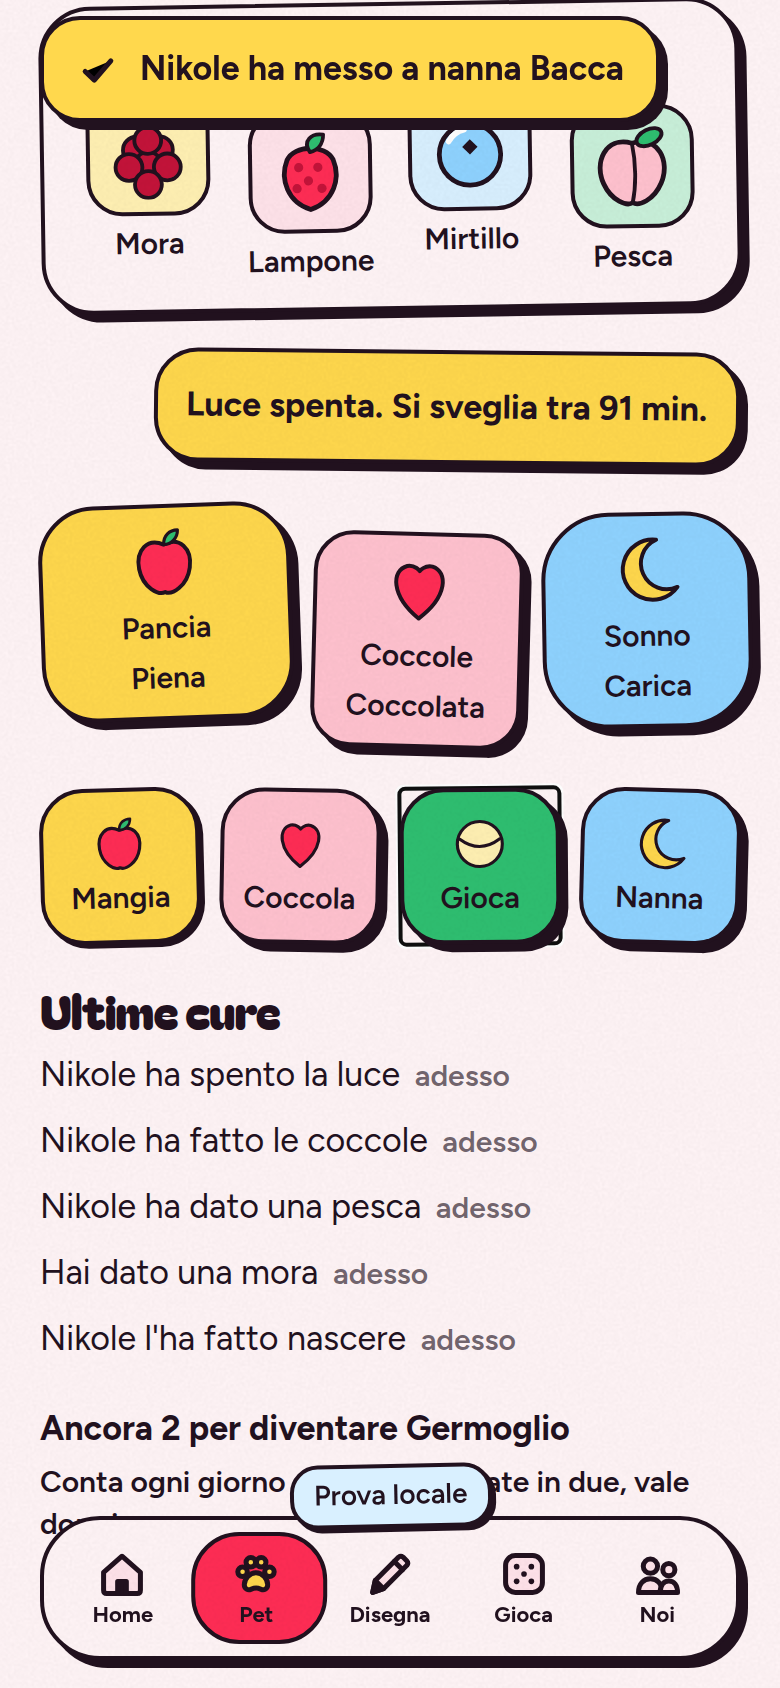 Nikole ha messo a nanna Bacca
Mora
Lampone
Mirtillo
Pesca
Luce spenta. Si sveglia tra 91 min.
Pancia
Piena
Coccole
Coccolata
Sonno
Carica
Mangia
Coccola
Gioca
Nanna
Ultime cure
Nikole ha spento la luce adesso
Nikole ha fatto le coccole adesso
Nikole ha dato una pesca adesso
Hai dato una mora adesso
Nikole l'ha fatto nascere adesso
Ancora 2 per diventare Germoglio
Conta ogni giorno
in due, vale
Prova locale
Home
Pet
Disegna
Gioca
Noi